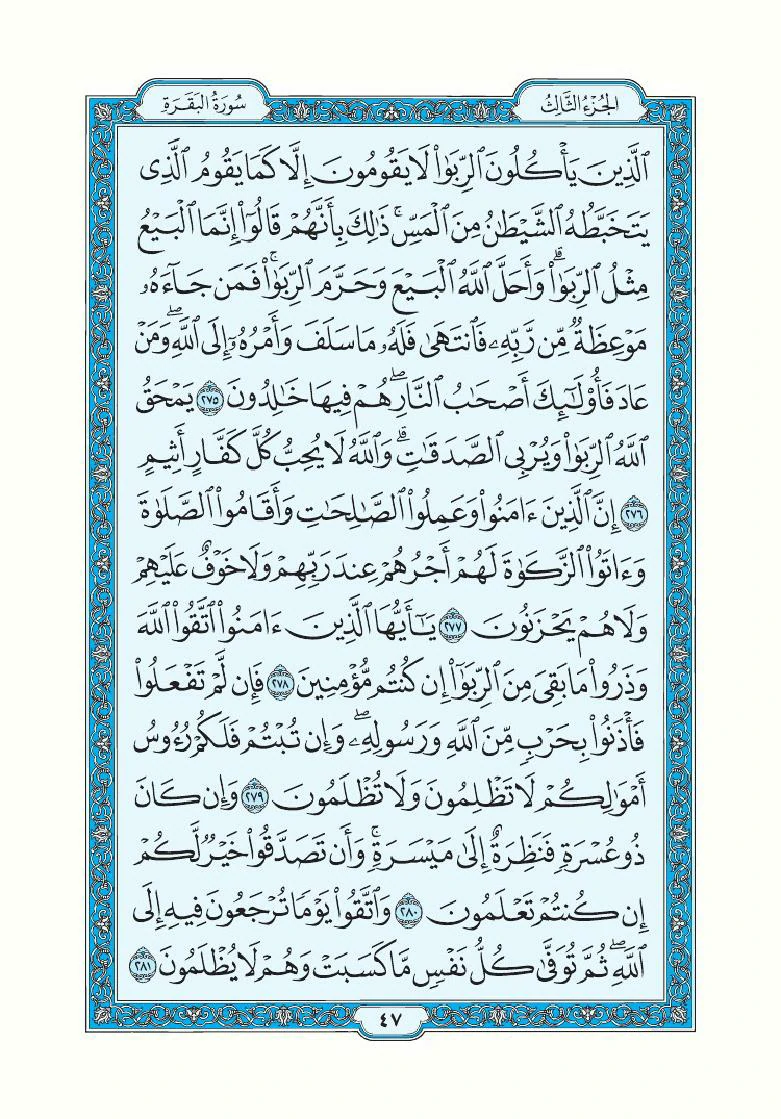 سُورَةُ البَقَرَةِ
الجُزْءُ الثَّالِثُ
ٱلَّذِينَ يَأْكُلُونَ ٱلرِّبَوٰا۟ لَا يَقُومُونَ إِلَّا كَمَا يَقُومُ ٱلَّذِى
يَتَخَبَّطُهُ ٱلشَّيْطَٰنُ مِنَ ٱلْمَسِّ ۚ ذَٰلِكَ بِأَنَّهُمْ قَالُوٓا۟ إِنَّمَا ٱلْبَيْعُ
مِثْلُ ٱلرِّبَوٰا۟ ۗ وَأَحَلَّ ٱللَّهُ ٱلْبَيْعَ وَحَرَّمَ ٱلرِّبَوٰا۟ ۚ فَمَن جَآءَهُۥ
مَوْعِظَةٌ مِّن رَّبِّهِۦ فَٱنتَهَىٰ فَلَهُۥ مَا سَلَفَ وَأَمْرُهُۥٓ إِلَى ٱللَّهِ ۖ وَمَنْ
عَادَ فَأُو۟لَٰٓئِكَ أَصْحَٰبُ ٱلنَّارِ ۖ هُمْ فِيهَا خَٰلِدُونَ ٢٧٥ يَمْحَقُ
ٱللَّهُ ٱلرِّبَوٰا۟ وَيُرْبِى ٱلصَّدَقَٰتِ ۗ وَٱللَّهُ لَا يُحِبُّ كُلَّ كَفَّارٍ أَثِيمٍ
٢٧٦ إِنَّ ٱلَّذِينَ ءَامَنُوا۟ وَعَمِلُوا۟ ٱلصَّٰلِحَٰتِ وَأَقَامُوا۟ ٱلصَّلَوٰةَ
وَءَاتَوُا۟ ٱلزَّكَوٰةَ لَهُمْ أَجْرُهُمْ عِندَ رَبِّهِمْ وَلَا خَوْفٌ عَلَيْهِمْ
وَلَا هُمْ يَحْزَنُونَ ٢٧٧ يَٰٓأَيُّهَا ٱلَّذِينَ ءَامَنُوا۟ ٱتَّقُوا۟ ٱللَّهَ
وَذَرُوا۟ مَا بَقِىَ مِنَ ٱلرِّبَوٰٓا۟ إِن كُنتُم مُّؤْمِنِينَ ٢٧٨ فَإِن لَّمْ تَفْعَلُوا۟
فَأْذَنُوا۟ بِحَرْبٍ مِّنَ ٱللَّهِ وَرَسُولِهِۦ ۖ وَإِن تُبْتُمْ فَلَكُمْ رُءُوسُ
أَمْوَٰلِكُمْ لَا تَظْلِمُونَ وَلَا تُظْلَمُونَ ٢٧٩ وَإِن كَانَ
ذُو عُسْرَةٍ فَنَظِرَةٌ إِلَىٰ مَيْسَرَةٍ ۚ وَأَن تَصَدَّقُوا۟ خَيْرٌ لَّكُمْ
إِن كُنتُمْ تَعْلَمُونَ ٢٨٠ وَٱتَّقُوا۟ يَوْمًا تُرْجَعُونَ فِيهِ إِلَى
ٱللَّهِ ۖ ثُمَّ تُوَفَّىٰ كُلُّ نَفْسٍ مَّا كَسَبَتْ وَهُمْ لَا يُظْلَمُونَ ٢٨١
٤٧